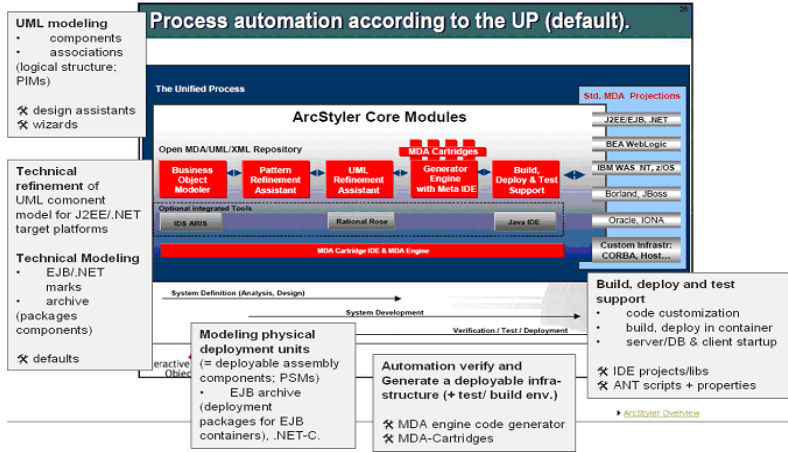 Process automation according to the UP (default).
26
UML modeling
• components
• associations
(logical structure;
PIMs)
🛠 design assistants
🛠 wizards
Technical
refinement of
UML comonent
model for J2EE/.NET
target platforms
Technical Modeling
• EJB/.NET
marks
• archive
(packages
components)
🛠 defaults
The Unified Process
ArcStyler Core Modules
Open MDA/UML/XML Repository
MDA Cartridges
Business
Object
Modeler
Pattern
Refinement
Assistant
UML
Refinement
Assistant
Generator
Engine
with Meta IDE
Build,
Deploy & Test
Support
Optional integrated Tools
IDS ARIS
Rational Rose
Java IDE
MDA Cartridge IDE & MDA Engine
Std. MDA Projections
J2EE/EJB, .NET
BEA WebLogic
IBM WAS NT, z/OS
Borland, JBoss
Oracle, IONA
Custom Infrastr:
CORBA, Host...
System Definition (Analysis, Design)
System Development
Verification / Test / Deployment
teractive
Objec
Modeling physical
deployment units
(= deployable assembly
components; PSMs)
• EJB archive
(deployment
packages for EJB
containers), .NET-C.
Automation verify and
Generate a deployable infra-
structure (+ test/ build env.)
🛠 MDA engine code generator
🛠 MDA-Cartridges
Build, deploy and test
support
• code customization
• build, deploy in container
• server/DB & client startup
🛠 IDE projects/libs
🛠 ANT scripts + properties
ArcStyler Overview